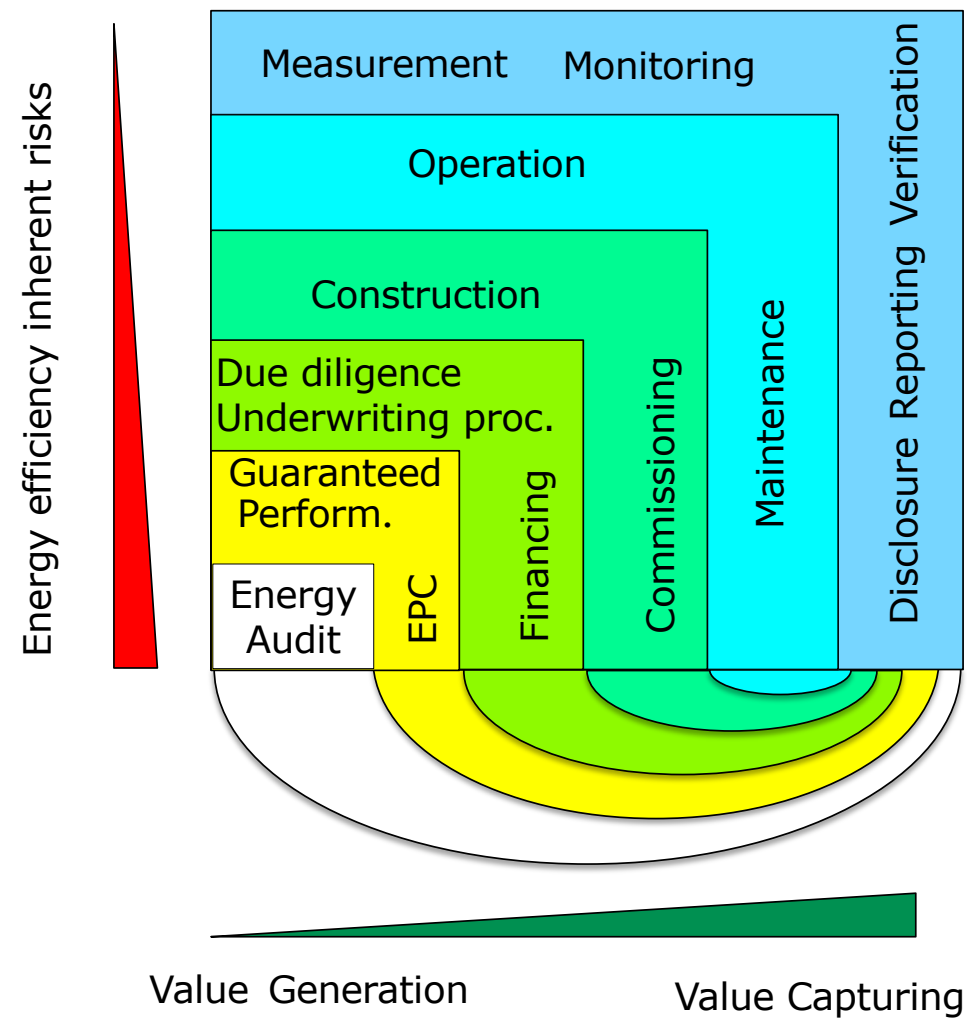 Energy efficiency inherent risks
Measurement Monitoring
Disclosure Reporting Verification
Operation
Maintenance
Construction
Commissioning
Due diligence
Underwriting proc.
Financing
Guaranteed
Perform.
EPC
Energy
Audit
Value Generation
Value Capturing